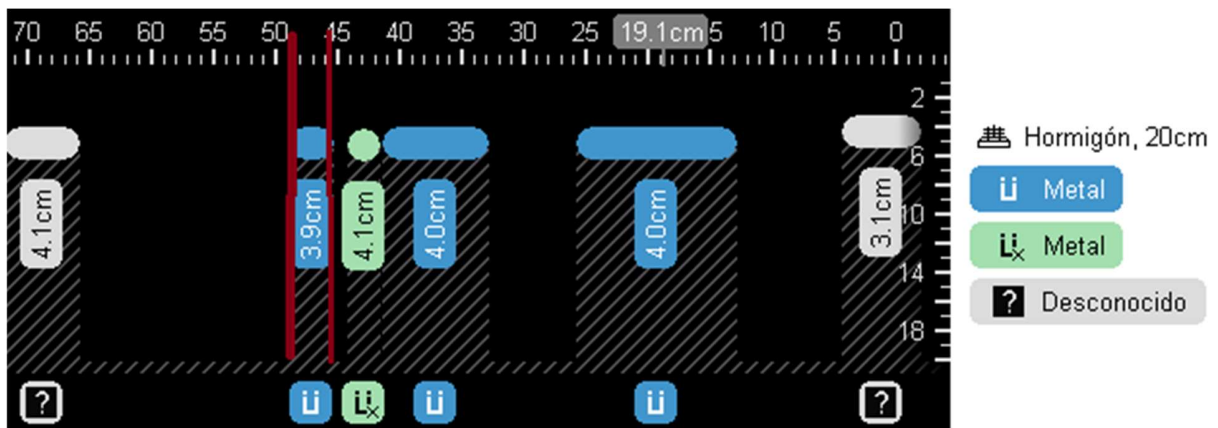 70 65 60 55 50 45 40 35 30 25 19.1cm 5 10 5 0
2
6
10
14
18
4.1cm
3.9cm
4.1cm
4.0cm
4.0cm
3.1cm
? ü ü× ü ü ?
Hormigón, 20cm
ü Metal
ü× Metal
? Desconocido